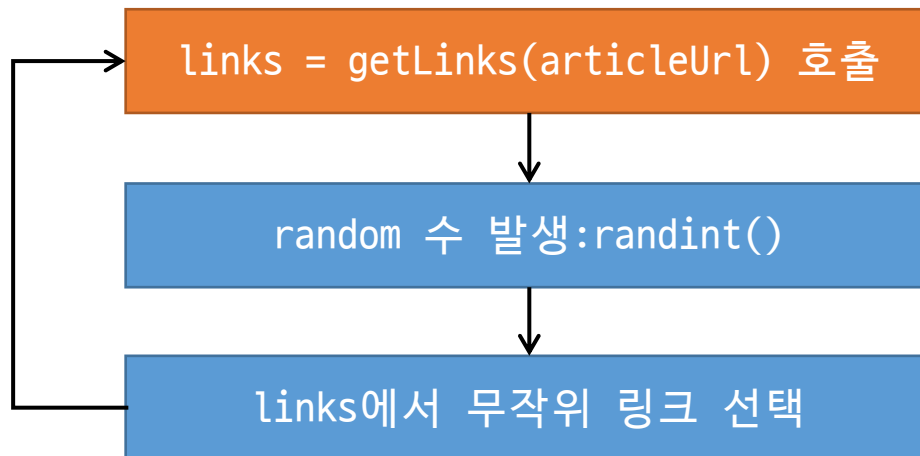 links = getLinks(articleUrl) 호출
random 수 발생:randint()
links에서 무작위 링크 선택